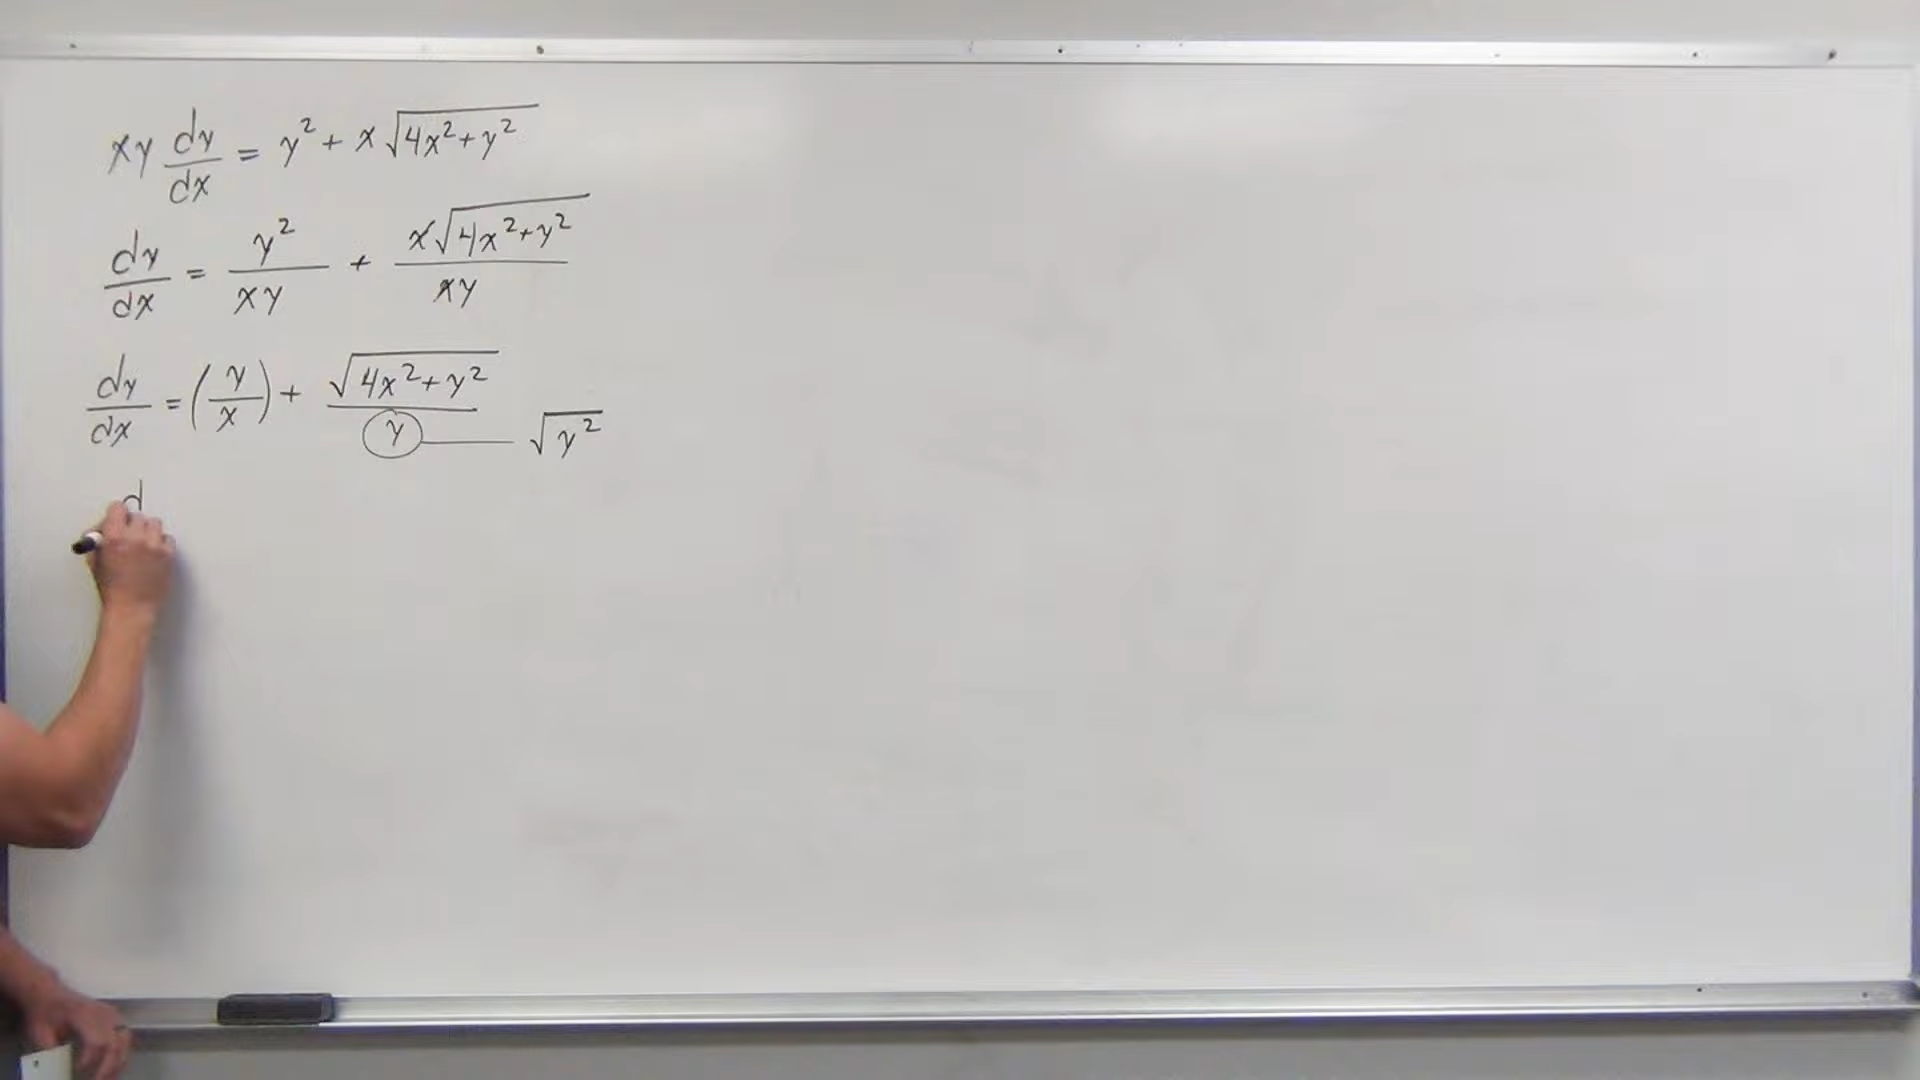 xy dy/dx = y² + x √(4x²+y²)
dy/dx = y²/xy + x√(4x²+y²)/xy
dy/dx = (y/x) + √(4x²+y²)/y √(y²)
d